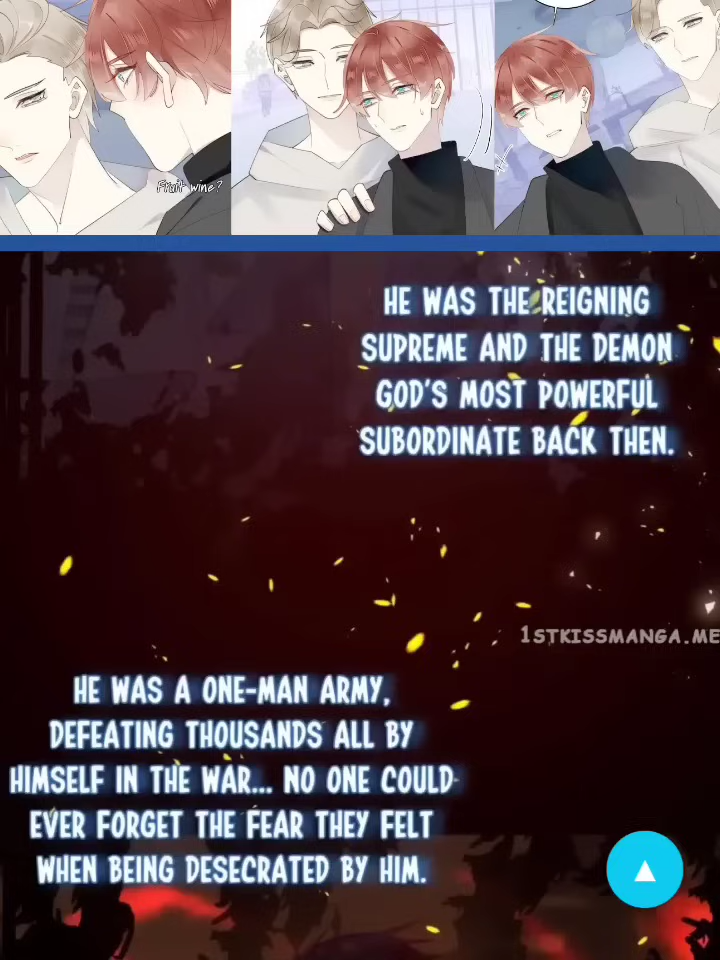 Fruit wine?
HE WAS THE REIGNING
SUPREME AND THE DEMON
GOD'S MOST POWERFUL
SUBORDINATE BACK THEN.
1STKISSMANGA.ME
HE WAS A ONE-MAN ARMY,
DEFEATING THOUSANDS ALL BY
HIMSELF IN THE WAR... NO ONE COULD
EVER FORGET THE FEAR THEY FELT
WHEN BEING DESECRATED BY HIM.